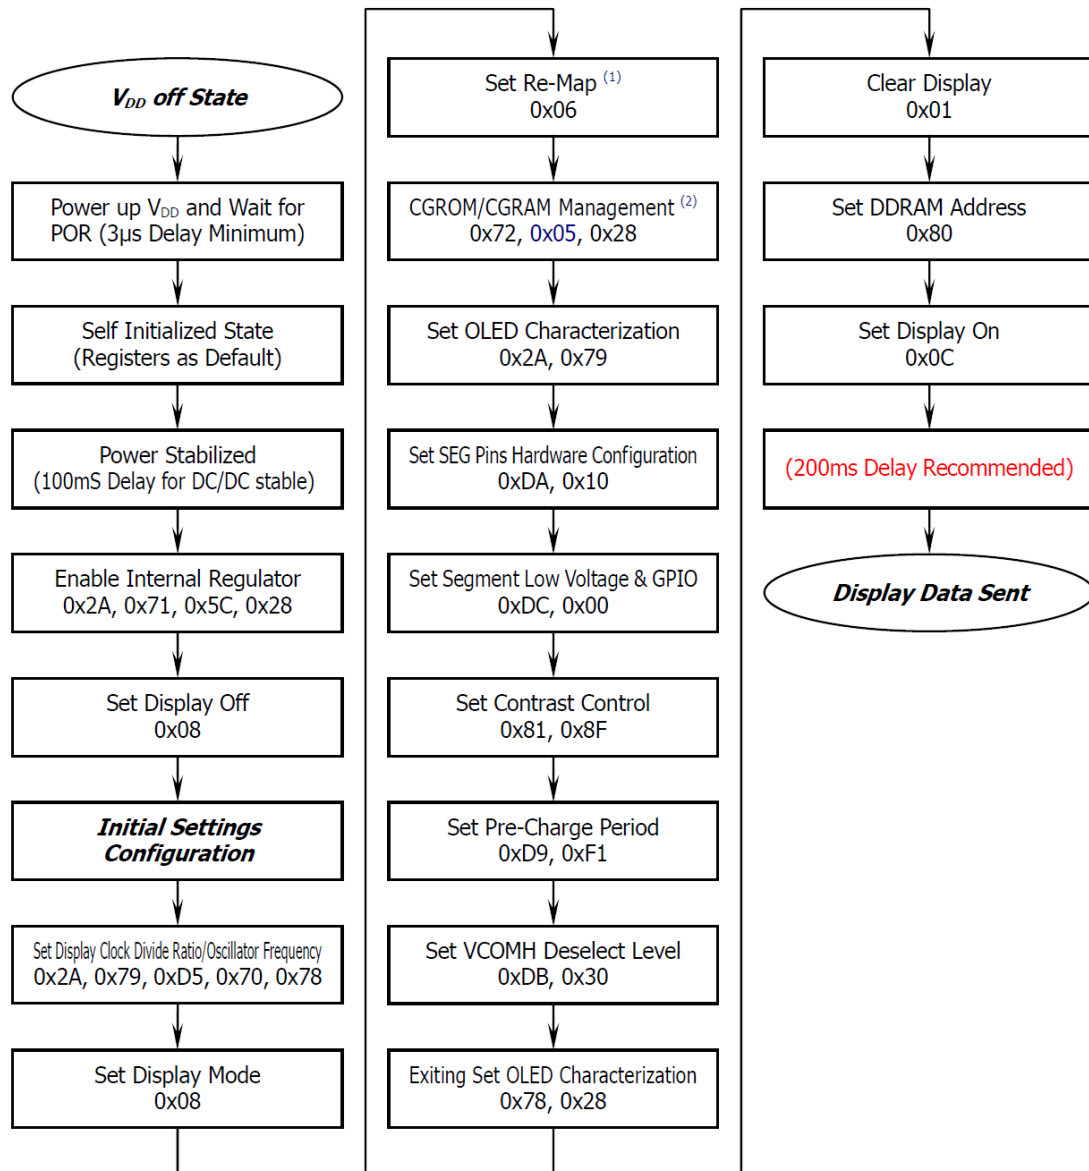 V_DD off State
Power up V_DD and Wait for
POR (3µs Delay Minimum)
Self Initialized State
(Registers as Default)
Power Stabilized
(100mS Delay for DC/DC stable)
Enable Internal Regulator
0x2A, 0x71, 0x5C, 0x28
Set Display Off
0x08
Initial Settings
Configuration
Set Display Clock Divide Ratio/Oscillator Frequency
0x2A, 0x79, 0xD5, 0x70, 0x78
Set Display Mode
0x08
Set Re-Map (1)
0x06
CGROM/CGRAM Management (2)
0x72, 0x05, 0x28
Set OLED Characterization
0x2A, 0x79
Set SEG Pins Hardware Configuration
0xDA, 0x10
Set Segment Low Voltage & GPIO
0xDC, 0x00
Set Contrast Control
0x81, 0x8F
Set Pre-Charge Period
0xD9, 0xF1
Set VCOMH Deselect Level
0xDB, 0x30
Exiting Set OLED Characterization
0x78, 0x28
Clear Display
0x01
Set DDRAM Address
0x80
Set Display On
0x0C
(200ms Delay Recommended)
Display Data Sent